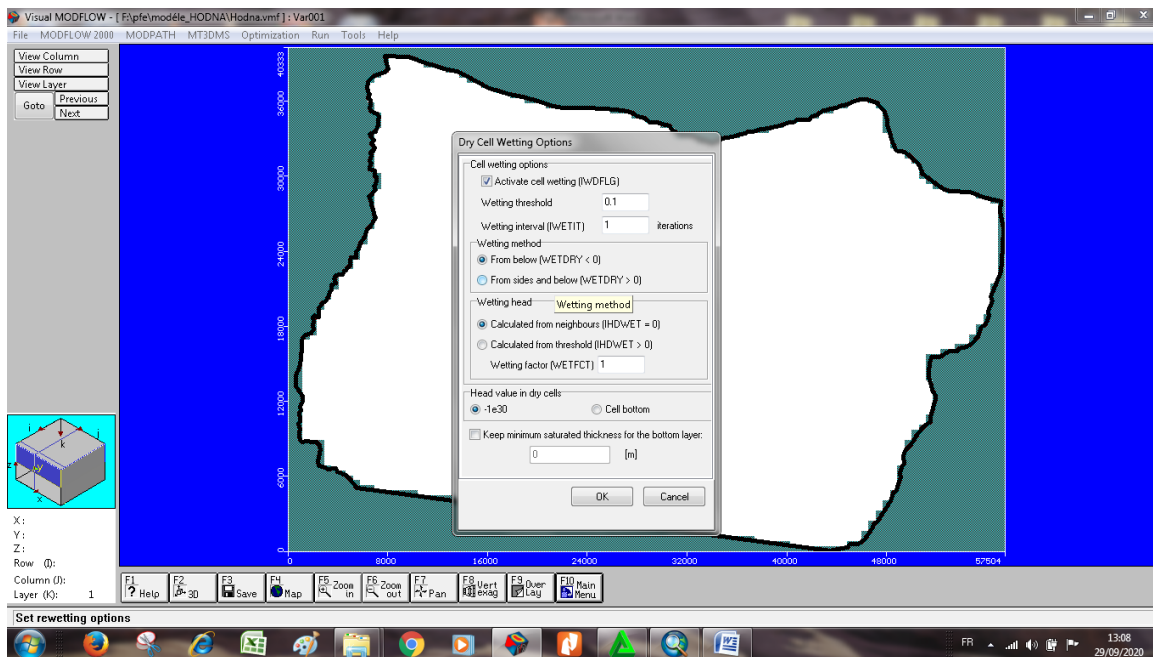 Visual MODFLOW - [ F:\pfe\modéle_HODNA\Hodna.vmf ] : Var001
File MODFLOW 2000 MODPATH MT3DMS Optimization Run Tools Help
View Column
View Row
View Layer
Goto
Previous
Next
40333
36000
30000
24000
18000
12000
6000
0
0 8000 16000 24000 32000 40000 48000 57504
Dry Cell Wetting Options
Cell wetting options
Activate cell wetting (IWDFLG)
Wetting threshold 0.1
Wetting interval (IWETIT) 1 iterations
Wetting method
From below (WETDRY < 0)
From sides and below (WETDRY > 0)
Wetting head
Wetting method
Calculated from neighbours (IHDWET = 0)
Calculated from threshold (IHDWET > 0)
Wetting factor (WETFCT) 1
Head value in dry cells
-1e30 Cell bottom
Keep minimum saturated thickness for the bottom layer:
0 [m]
OK Cancel
i j
k
z
y
x
X :
Y :
Z :
Row (I):
Column (J):
Layer (K): 1
F1 ? Help
F2 3D
F3 Save
F4 Map
F5 Zoom in
F6 Zoom out
F7 Pan
F8 Vert exag
F9 Over Lay
F10 Main Menu
Set rewetting options
FR
13:08
29/09/2020